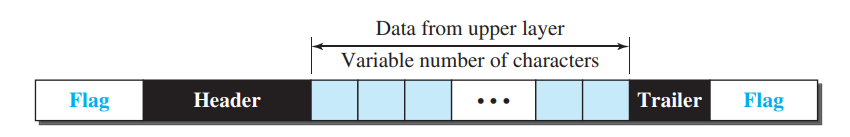 Data from upper layer
Variable number of characters
Flag Header ••• Trailer Flag